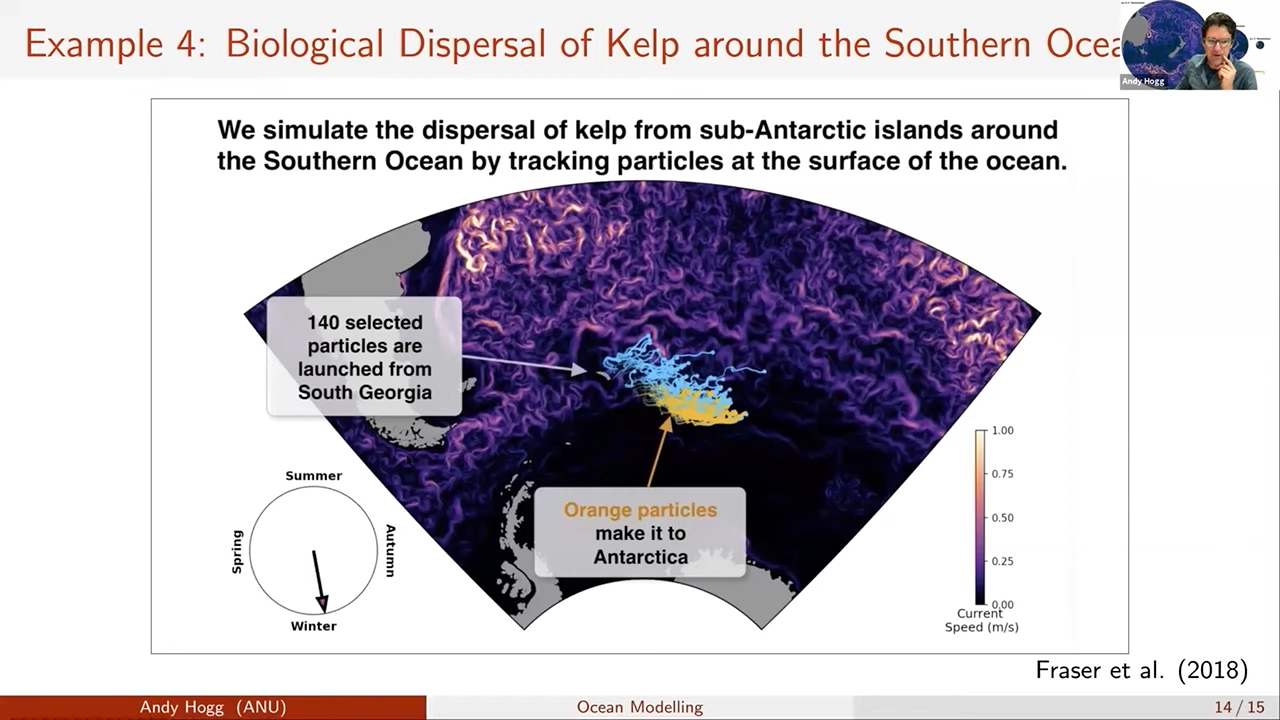 Example 4: Biological Dispersal of Kelp around the Southern Ocea
Andy Hogg
We simulate the dispersal of kelp from sub-Antarctic islands around
the Southern Ocean by tracking particles at the surface of the ocean.
140 selected
particles are
launched from
South Georgia
Orange particles
make it to
Antarctica
Summer
Spring
Autumn
Winter
1.00
0.75
0.50
0.25
0.00
Current
Speed (m/s)
Fraser et al. (2018)
Andy Hogg (ANU)
Ocean Modelling
14 / 15